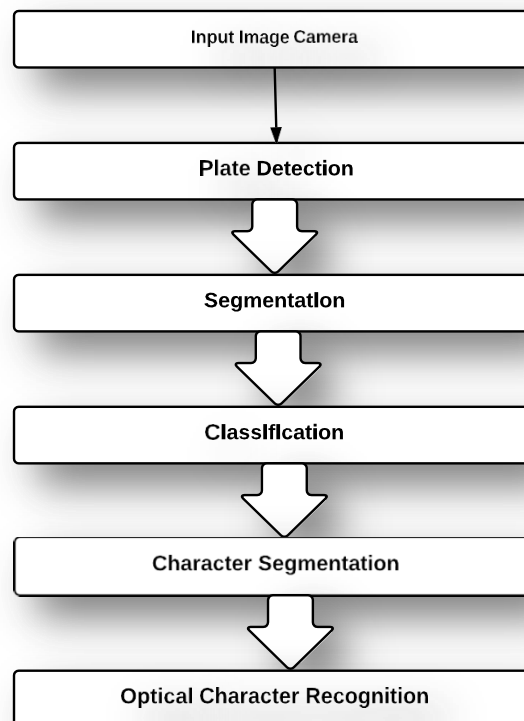 Input Image Camera
Plate Detection
Segmentation
Classification
Character Segmentation
Optical Character Recognition